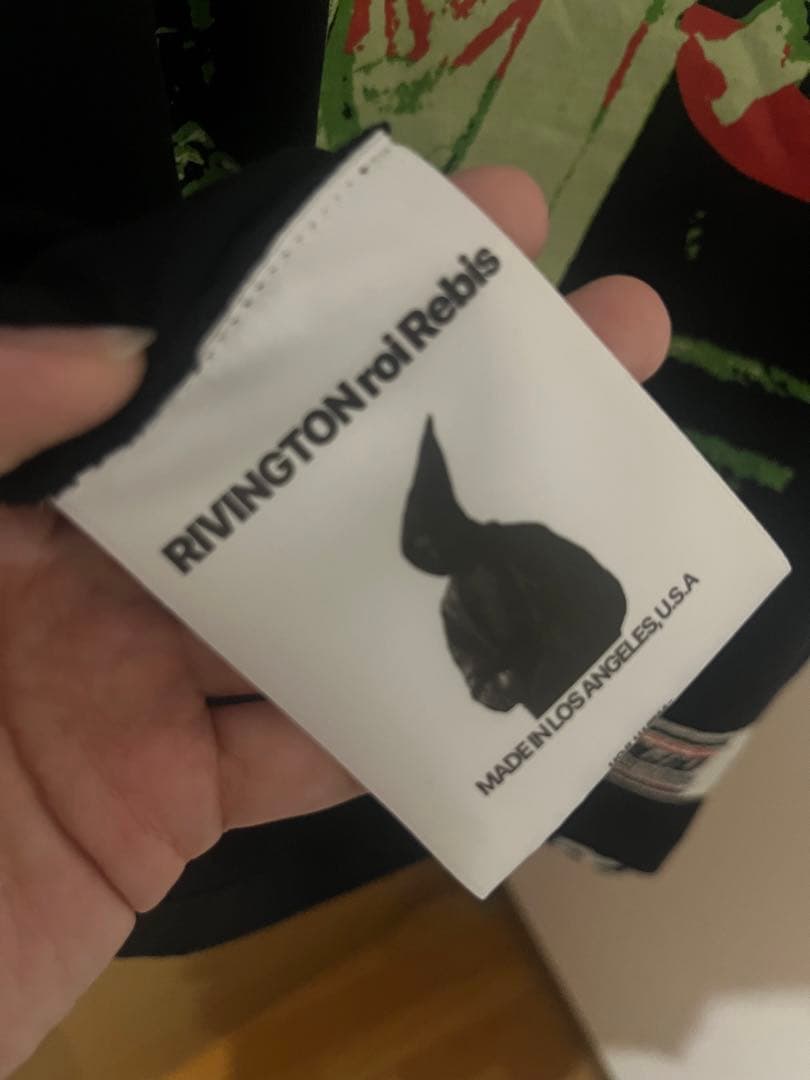 RIVINGTON roi Rebis
MADE IN LOS ANGELES, U.S.A